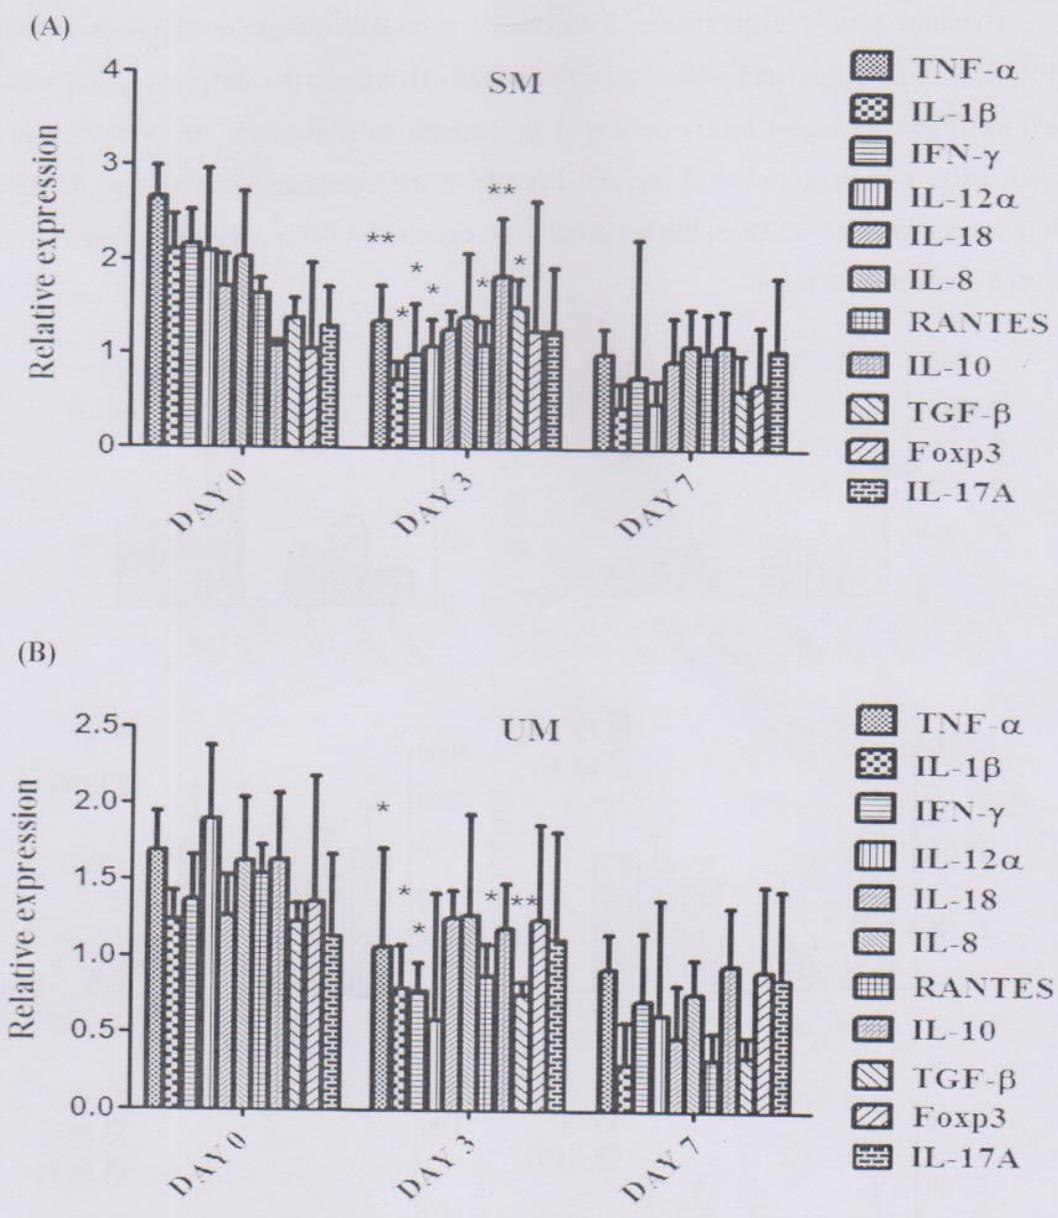 (A)
SM
Relative expression
4
3
2
1
0
** * * * * ** *
DAY 0
DAY 3
DAY 7
TNF-α
IL-1β
IFN-γ
IL-12α
IL-18
IL-8
RANTES
IL-10
TGF-β
Foxp3
IL-17A
(B)
UM
Relative expression
2.5
2.0
1.5
1.0
0.5
0.0
* * * * **
DAY 0
DAY 3
DAY 7
TNF-α
IL-1β
IFN-γ
IL-12α
IL-18
IL-8
RANTES
IL-10
TGF-β
Foxp3
IL-17A